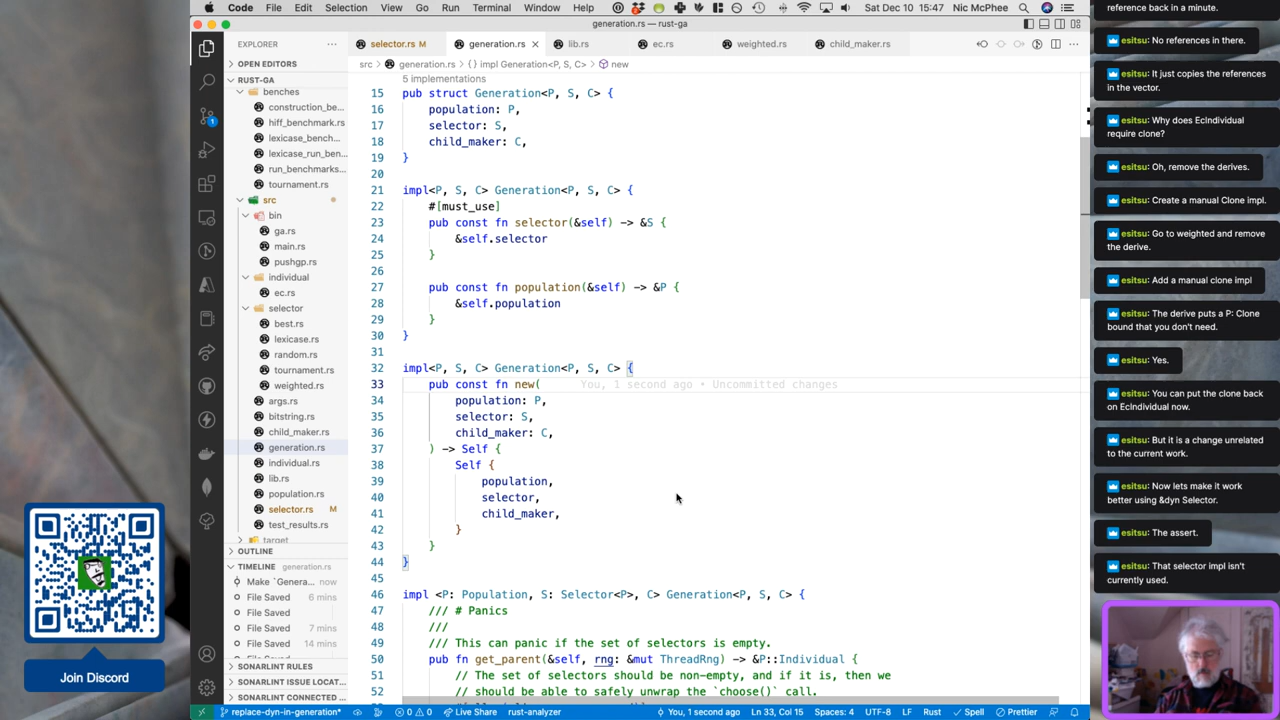 Code File Edit Selection View Go Run Terminal Window Help Sat Dec 10 15:47 Nic McPhee
generation.rs — rust-ga
EXPLORER
OPEN EDITORS
RUST-GA
benches
construction_be...
hiff_benchmark.rs
lexicase_bench...
lexicase_run_ben...
run_benchmarks...
tournament.rs
src
bin
ga.rs
main.rs
pushgp.rs
individual
ec.rs
selector
best.rs
lexicase.rs
random.rs
tournament.rs
weighted.rs
args.rs
bitstring.rs
child_maker.rs
generation.rs
individual.rs
lib.rs
population.rs
selector.rs M
test_results.rs
target
OUTLINE
TIMELINE generation.rs
Make `Genera... now
File Saved 6 mins
File Saved
File Saved 7 mins
File Saved 14 mins
SONARLINT RULES
SONARLINT ISSUE LOCAT...
SONARLINT CONNECTED ...
selector.rs M generation.rs lib.rs ec.rs weighted.rs child_maker.rs
src > generation.rs > {} impl Generation<P, S, C> > new
5 implementations
15 pub struct Generation<P, S, C> {
16 population: P,
17 selector: S,
18 child_maker: C,
19 }
20
21 impl<P, S, C> Generation<P, S, C> {
22 #[must_use]
23 pub const fn selector(&self) -> &S {
24 &self.selector
25 }
26
27 pub const fn population(&self) -> &P {
28 &self.population
29 }
30 }
31
32 impl<P, S, C> Generation<P, S, C> {
33 pub const fn new( You, 1 second ago • Uncommitted changes
34 population: P,
35 selector: S,
36 child_maker: C,
37 ) -> Self {
38 Self {
39 population,
40 selector,
41 child_maker,
42 }
43 }
44 }
45
46 impl <P: Population, S: Selector<P>, C> Generation<P, S, C> {
47 /// # Panics
48 ///
49 /// This can panic if the set of selectors is empty.
50 pub fn get_parent(&self, rng: &mut ThreadRng) -> &P::Individual {
51 // The set of selectors should be non-empty, and if it is, then we
52 // should be able to safely unwrap the `choose()` call.
replace-dyn-in-generation* 0 0 Live Share rust-analyzer You, 1 second ago Ln 33, Col 15 Spaces: 4 UTF-8 LF Rust Spell Prettier
reference back in a minute.
esitsu: No references in there.
esitsu: It just copies the references
in the vector.
esitsu: Why does EcIndividual
require clone?
esitsu: Oh, remove the derives.
esitsu: Create a manual Clone impl.
esitsu: Go to weighted and remove
the derive.
esitsu: Add a manual clone impl
esitsu: The derive puts a P: Clone
bound that you don't need.
esitsu: Yes.
esitsu: You can put the clone back
on EcIndividual now.
esitsu: But it is a change unrelated
to the current work.
esitsu: Now lets make it work
better using &dyn Selector.
esitsu: The assert.
esitsu: That selector impl isn't
currently used.
Join Discord